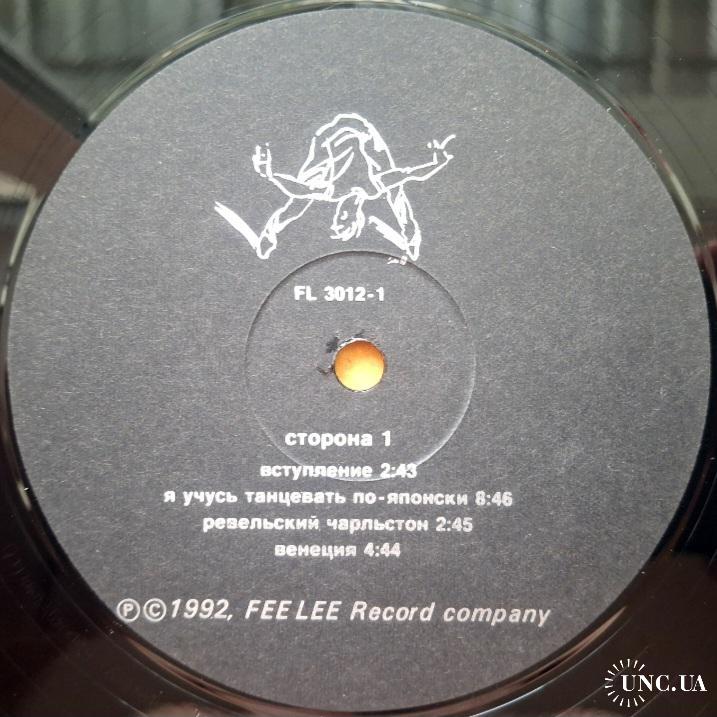 FL 3012-1
сторона 1
вступление 2:43
я учусь танцевать по-японски 8:46
ревельский чарльстон 2:45
венеция 4:44
Ⓟ©1992, FEE LEE Record company
UNC.UA